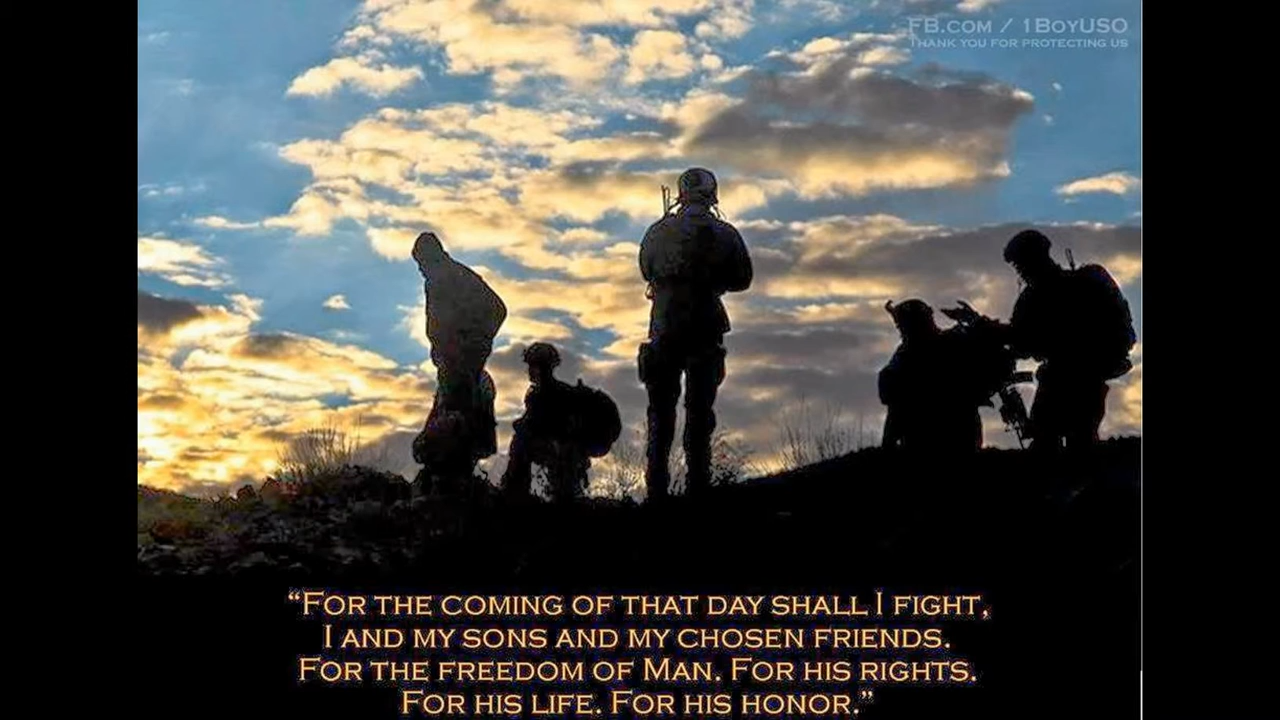 FB.com / 1BoyUSO
Thank you for protecting us
“For the coming of that day shall I fight,
I and my sons and my chosen friends.
For the freedom of Man. For his rights.
For his life. For his honor.”